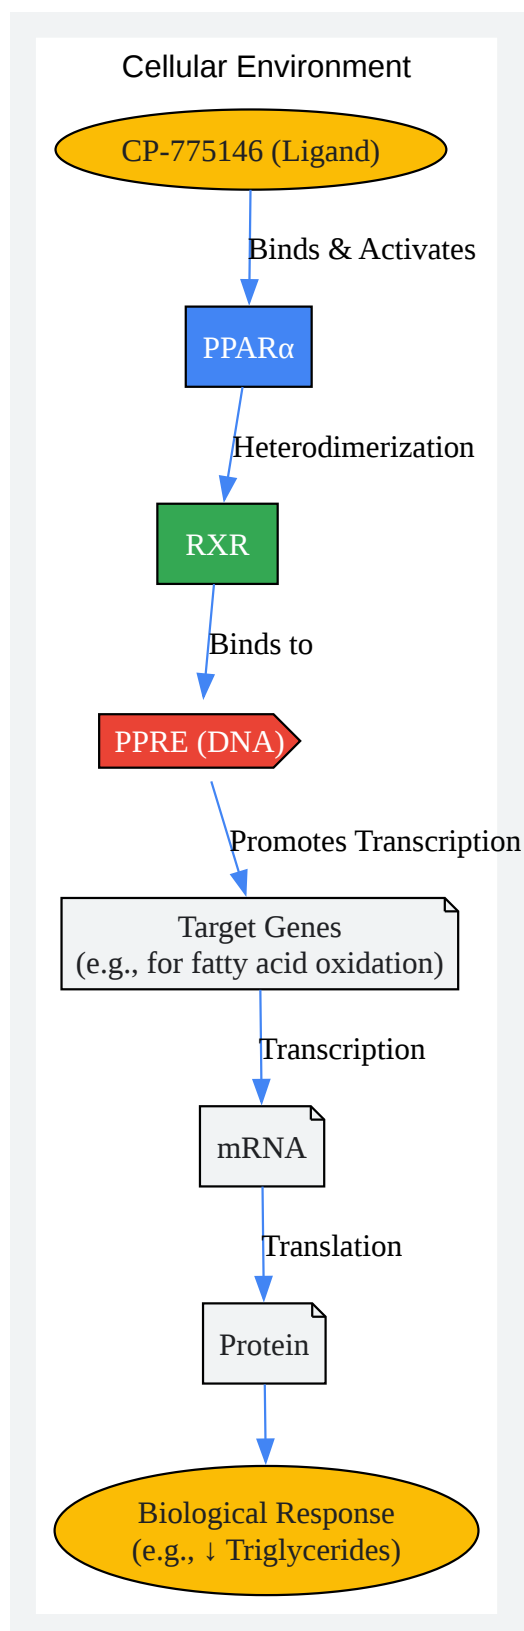 Cellular Environment
CP-775146 (Ligand)
Binds & Activates
PPARα
Heterodimerization
RXR
Binds to
PPRE (DNA)
Promotes Transcription
Target Genes
(e.g., for fatty acid oxidation)
Transcription
mRNA
Translation
Protein
Biological Response
(e.g., ↓ Triglycerides)